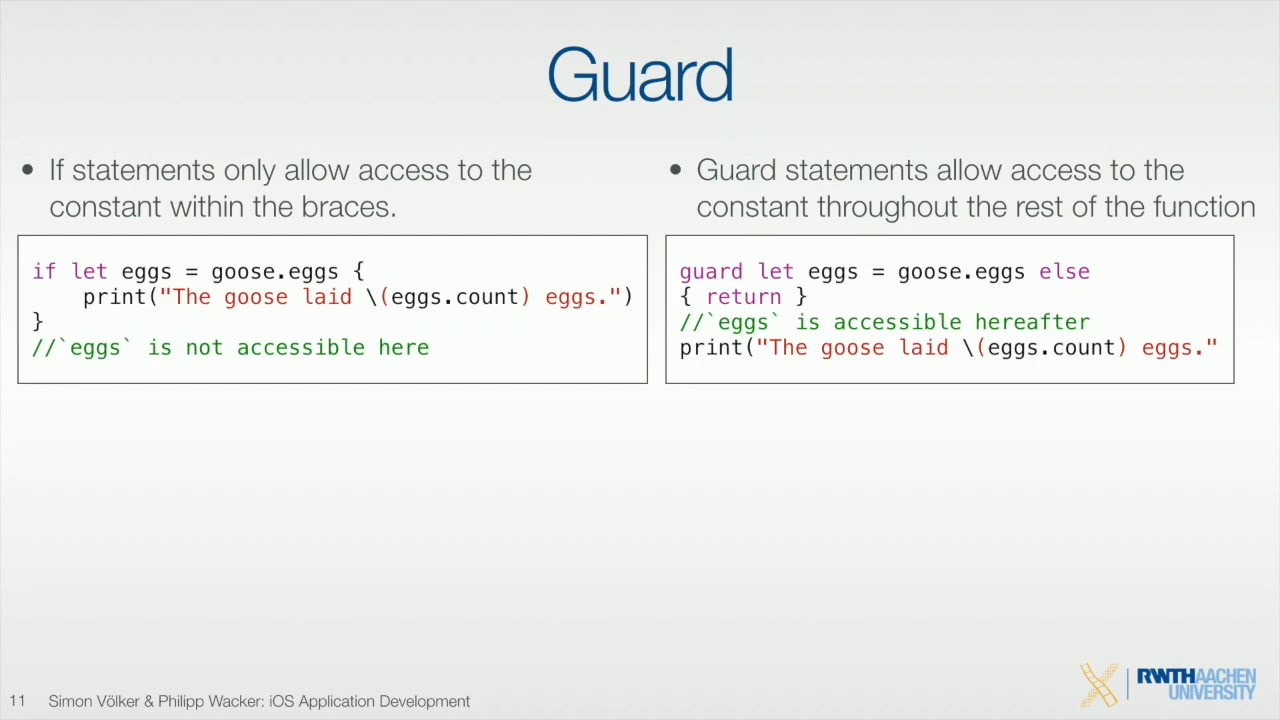 Guard
• If statements only allow access to the
constant within the braces.
if let eggs = goose.eggs {
    print("The goose laid \(eggs.count) eggs.")
}
//`eggs` is not accessible here
• Guard statements allow access to the
constant throughout the rest of the function
guard let eggs = goose.eggs else
{ return }
//`eggs` is accessible hereafter
print("The goose laid \(eggs.count) eggs."
11 Simon Völker & Philipp Wacker: iOS Application Development
RWTHAACHEN
UNIVERSITY